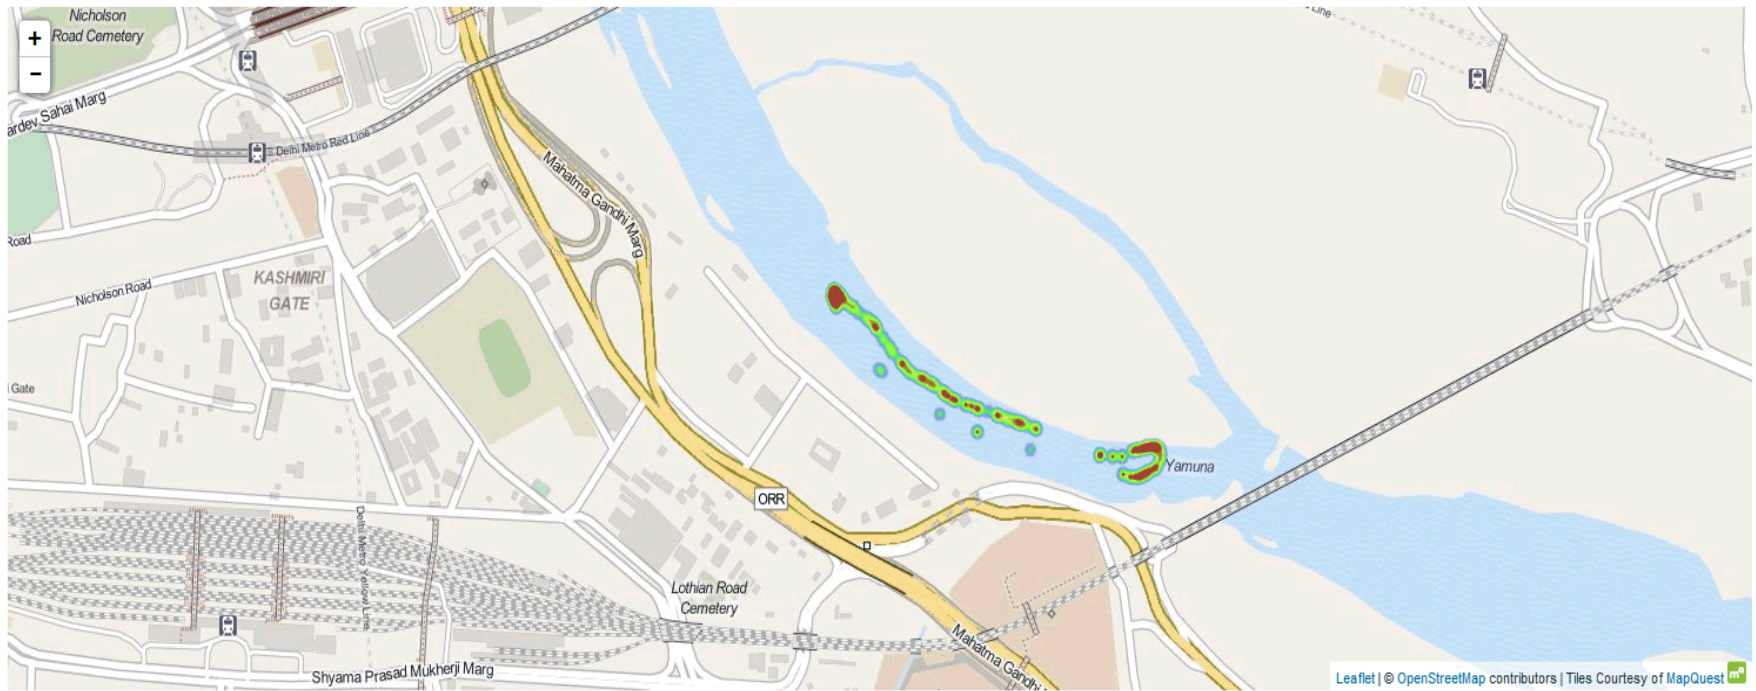 Nicholson
Road Cemetery
+
−
ardev Sahai Marg
Delhi Metro Red Line
Line
Mahatma Gandhi Marg
Road
KASHMIRI
GATE
Nicholson Road
i Gate
Yamuna
ORR
Delhi Metro Yellow Line
Lothian Road
Cemetery
Mahatma Gandhi
Shyama Prasad Mukherji Marg
Leaflet | © OpenStreetMap contributors | Tiles Courtesy of MapQuest m